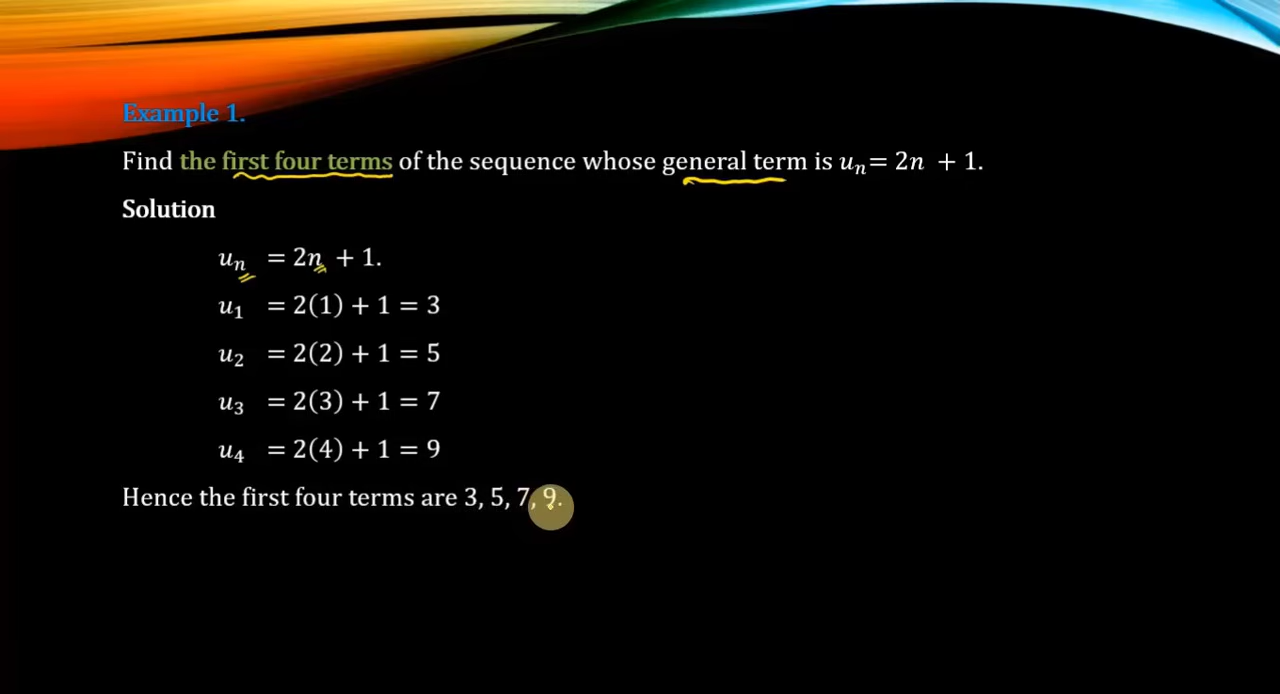 Example 1.
Find the first four terms of the sequence whose general term is uₙ= 2n + 1.
Solution
uₙ = 2n + 1.
u₁ = 2(1) + 1 = 3
u₂ = 2(2) + 1 = 5
u₃ = 2(3) + 1 = 7
u₄ = 2(4) + 1 = 9
Hence the first four terms are 3, 5, 7, 9.